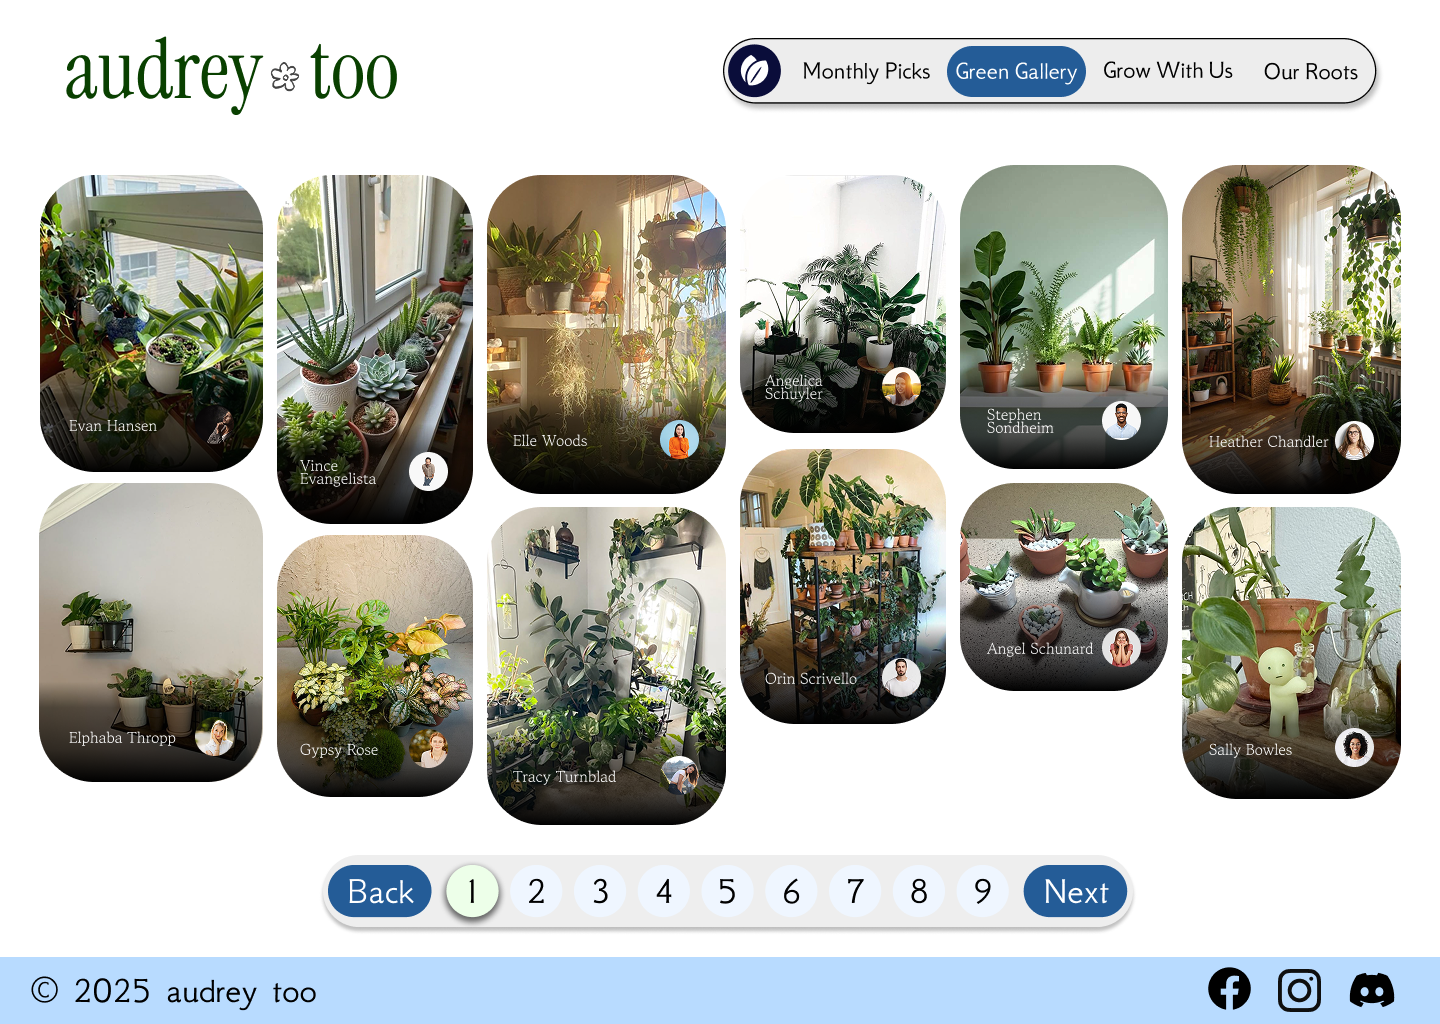 audrey too
Monthly Picks
Green Gallery
Grow With Us
Our Roots
Evan Hansen
Vince
Evangelista
Elle Woods
Angelica
Schuyler
Stephen
Sondheim
Heather Chandler
Elphaba Thropp
Gypsy Rose
Tracy Turnblad
Orin Scrivello
Angel Schunard
Sally Bowles
Back 1 2 3 4 5 6 7 8 9 Next
© 2025 audrey too